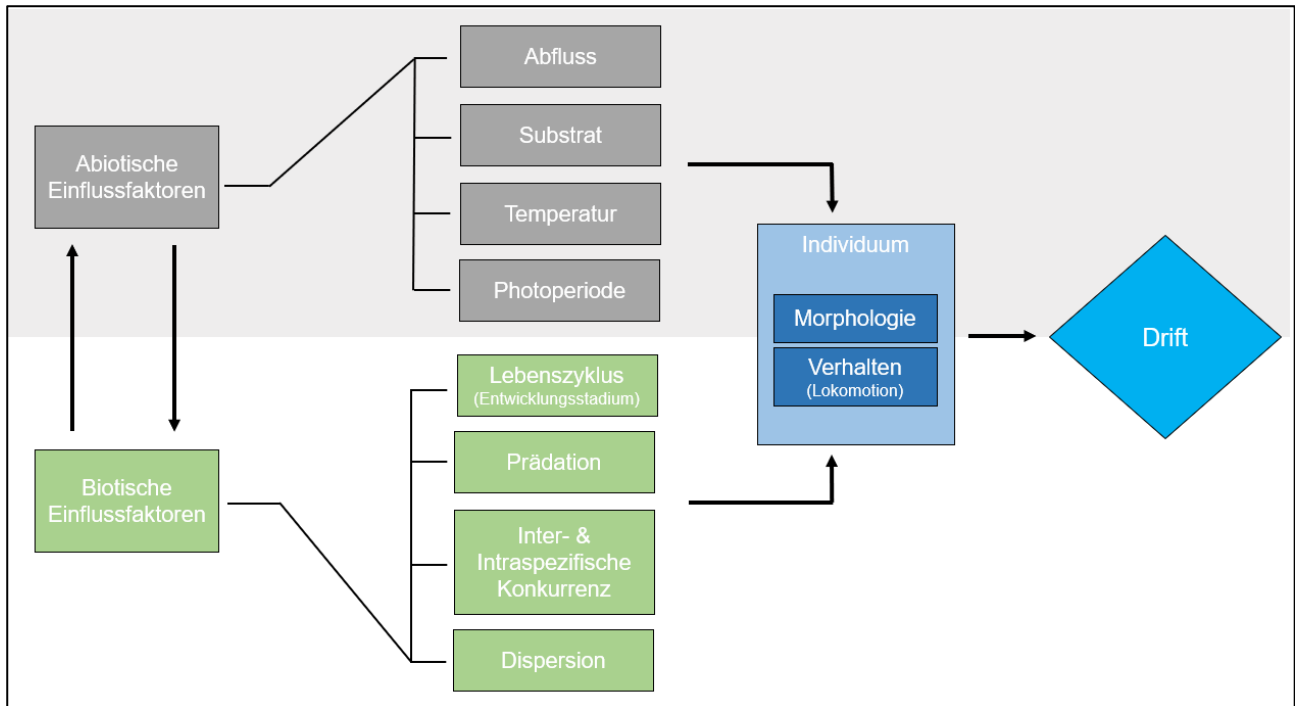 Abiotische
Einflussfaktoren
Abfluss
Substrat
Temperatur
Photoperiode
Biotische
Einflussfaktoren
Lebenszyklus
(Entwicklungsstadium)
Prädation
Inter- &
Intraspezifische
Konkurrenz
Dispersion
Individuum
Morphologie
Verhalten
(Lokomotion)
Drift